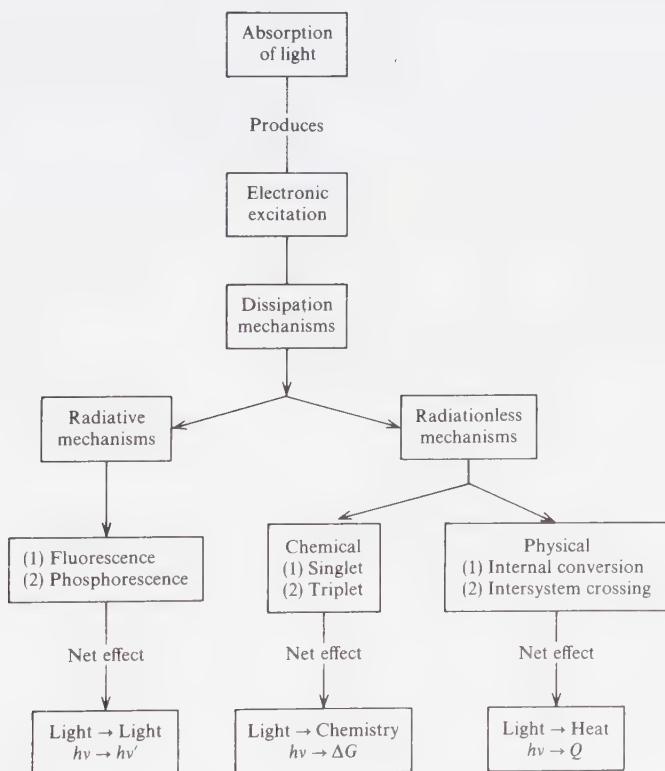 Absorption
of light
Produces
Electronic
excitation
Dissipation
mechanisms
Radiative
mechanisms
Radiationless
mechanisms
(1) Fluorescence
(2) Phosphorescence
Chemical
(1) Singlet
(2) Triplet
Physical
(1) Internal conversion
(2) Intersystem crossing
Net effect
Net effect
Net effect
Light → Light
hν → hν′
Light → Chemistry
hν → ΔG
Light → Heat
hν → Q